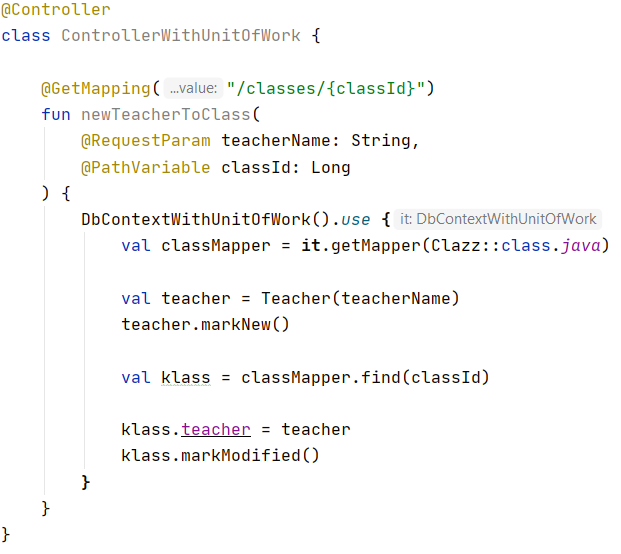 @Controller
class ControllerWithUnitOfWork {
@GetMapping( ...value: "/classes/{classId}")
fun newTeacherToClass(
@RequestParam teacherName: String,
@PathVariable classId: Long
) {
DbContextWithUnitOfWork().use { it: DbContextWithUnitOfWork
val classMapper = it.getMapper(Clazz::class.java)
val teacher = Teacher(teacherName)
teacher.markNew()
val klass = classMapper.find(classId)
klass.teacher = teacher
klass.markModified()
}
}
}